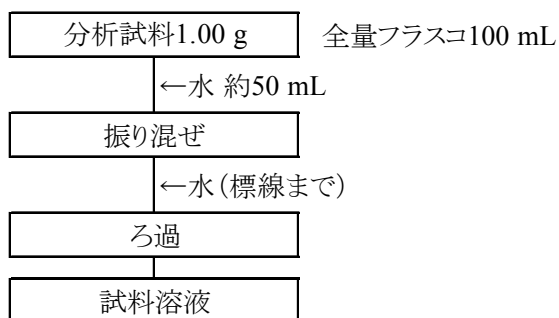 分析試料1.00 g 全量フラスコ100 mL
←水 約50 mL
振り混ぜ
←水（標線まで）
ろ過
試料溶液